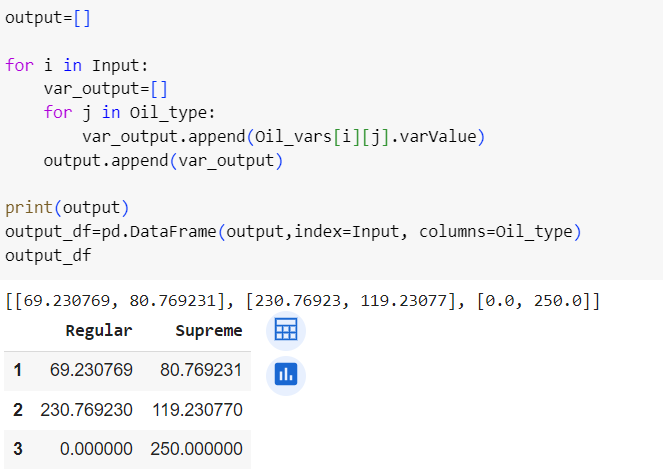 output=[]
for i in Input:
    var_output=[]
    for j in Oil_type:
        var_output.append(Oil_vars[i][j].varValue)
    output.append(var_output)
print(output)
output_df=pd.DataFrame(output,index=Input, columns=Oil_type)
output_df
[[69.230769, 80.769231], [230.76923, 119.23077], [0.0, 250.0]]
Regular Supreme
1 69.230769 80.769231
2 230.769230 119.230770
3 0.000000 250.000000